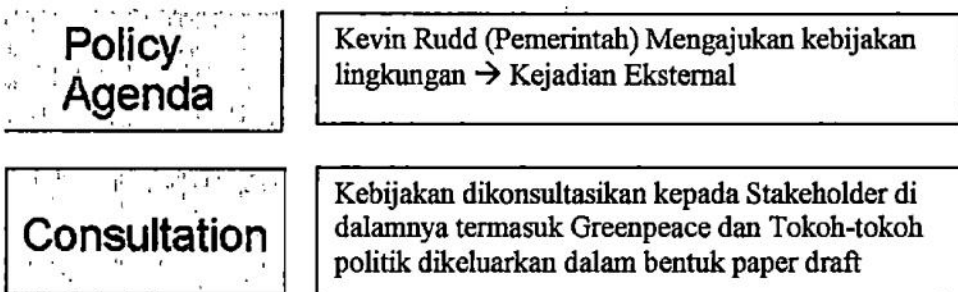 Policy
Agenda
Kevin Rudd (Pemerintah) Mengajukan kebijakan
lingkungan → Kejadian Eksternal
Consultation
Kebijakan dikonsultasikan kepada Stakeholder di
dalamnya termasuk Greenpeace dan Tokoh-tokoh
politik dikeluarkan dalam bentuk paper draft